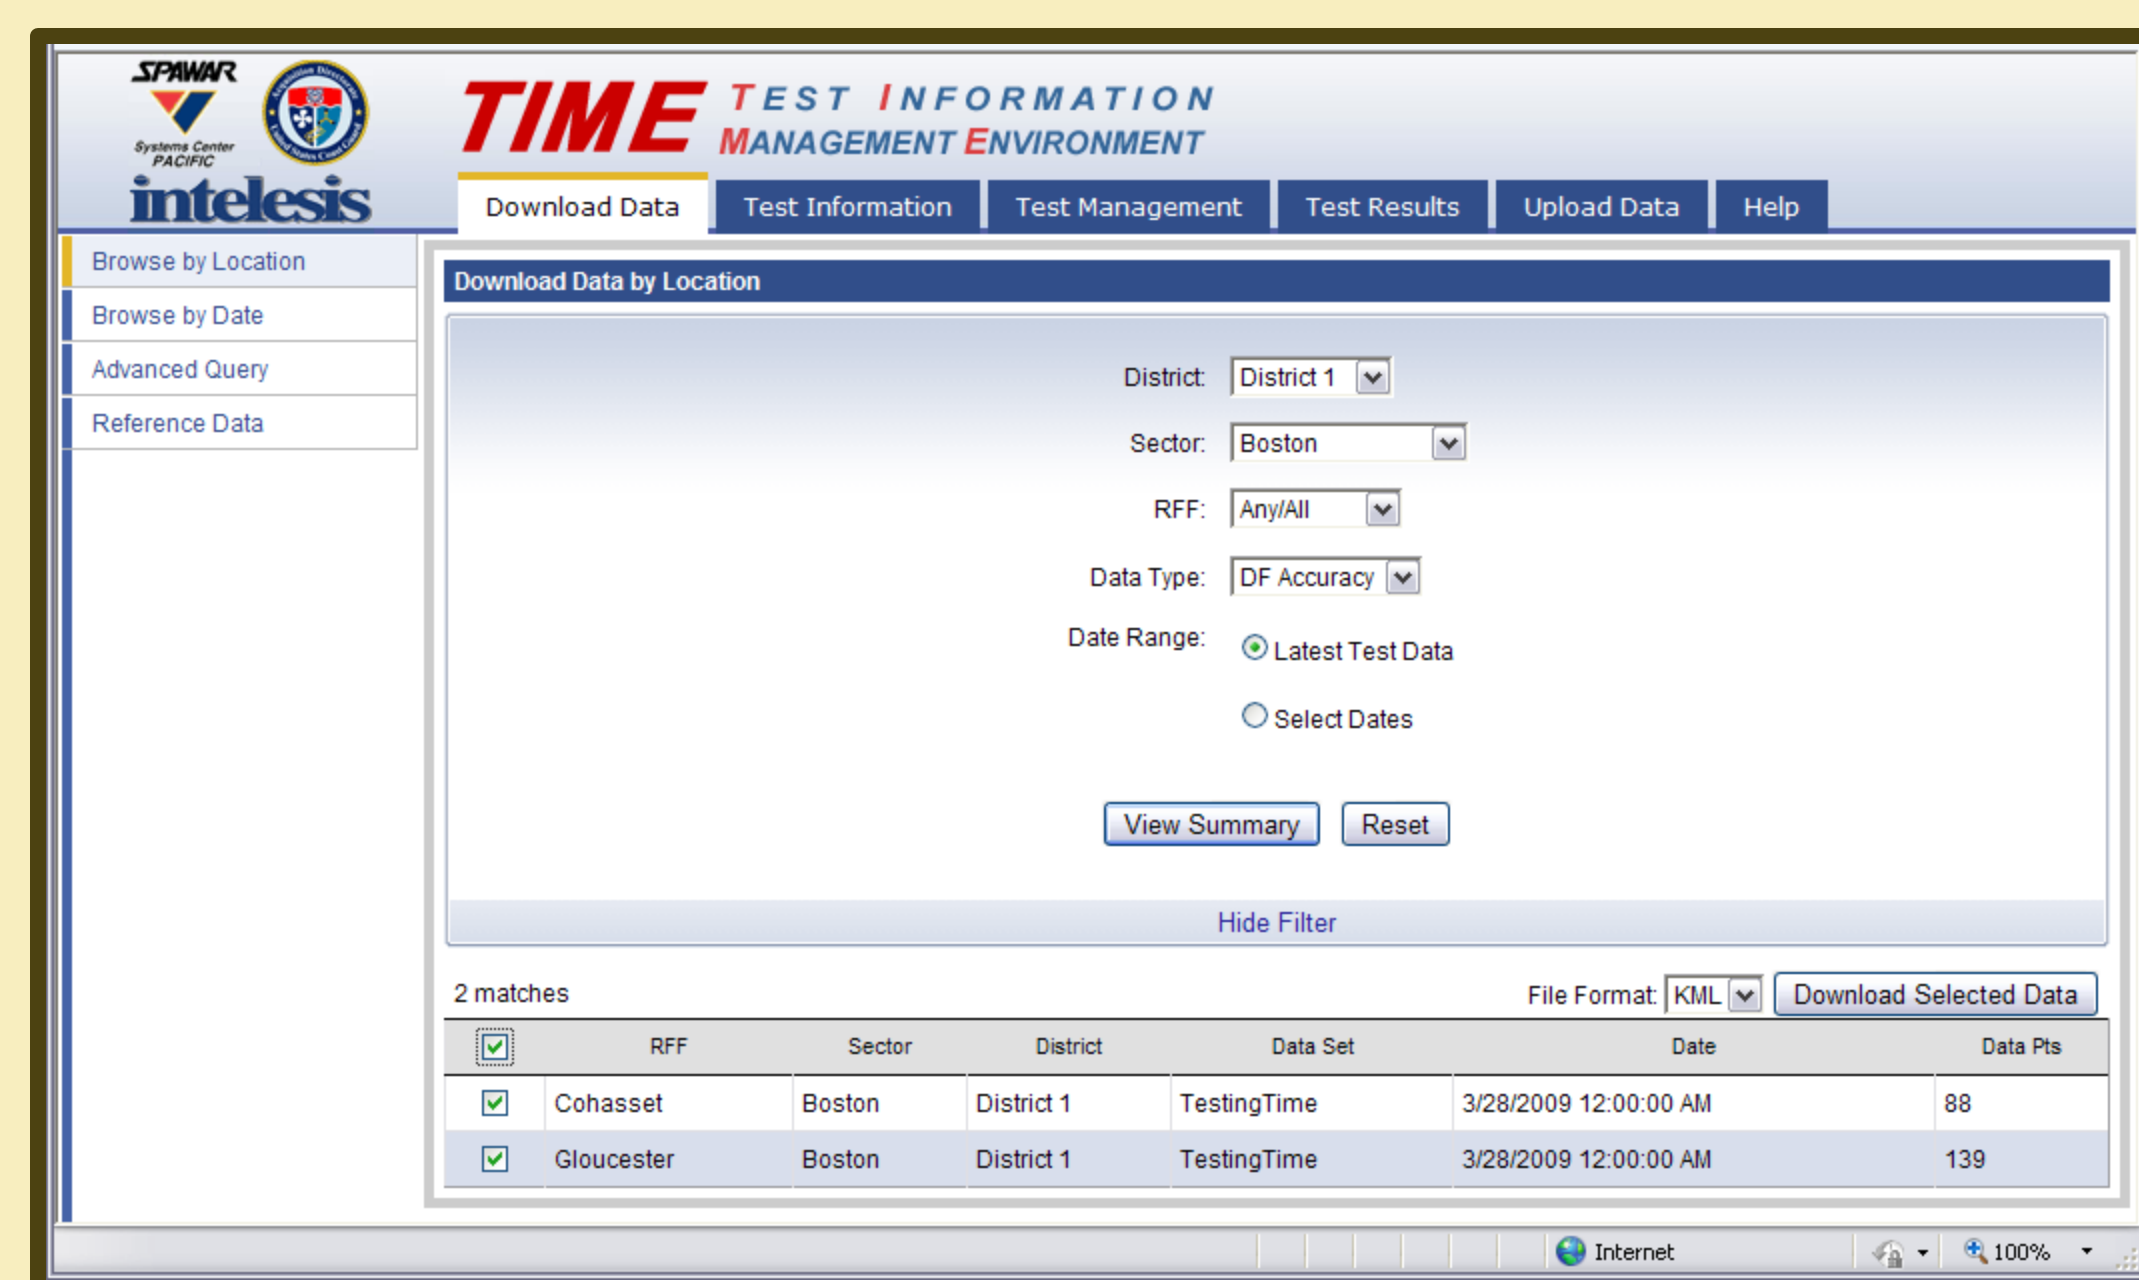 SPAWAR
Systems Center
PACIFIC
intelesis
TIME TEST INFORMATION
MANAGEMENT ENVIRONMENT
Download Data Test Information Test Management Test Results Upload Data Help
Browse by Location
Browse by Date
Advanced Query
Reference Data
Download Data by Location
District: District 1
Sector: Boston
RFF: Any/All
Data Type: DF Accuracy
Date Range: Latest Test Data
Select Dates
View Summary Reset
Hide Filter
2 matches File Format: KML Download Selected Data
RFF Sector District Data Set Date Data Pts
Cohasset Boston District 1 TestingTime 3/28/2009 12:00:00 AM 88
Gloucester Boston District 1 TestingTime 3/28/2009 12:00:00 AM 139
Internet 100%